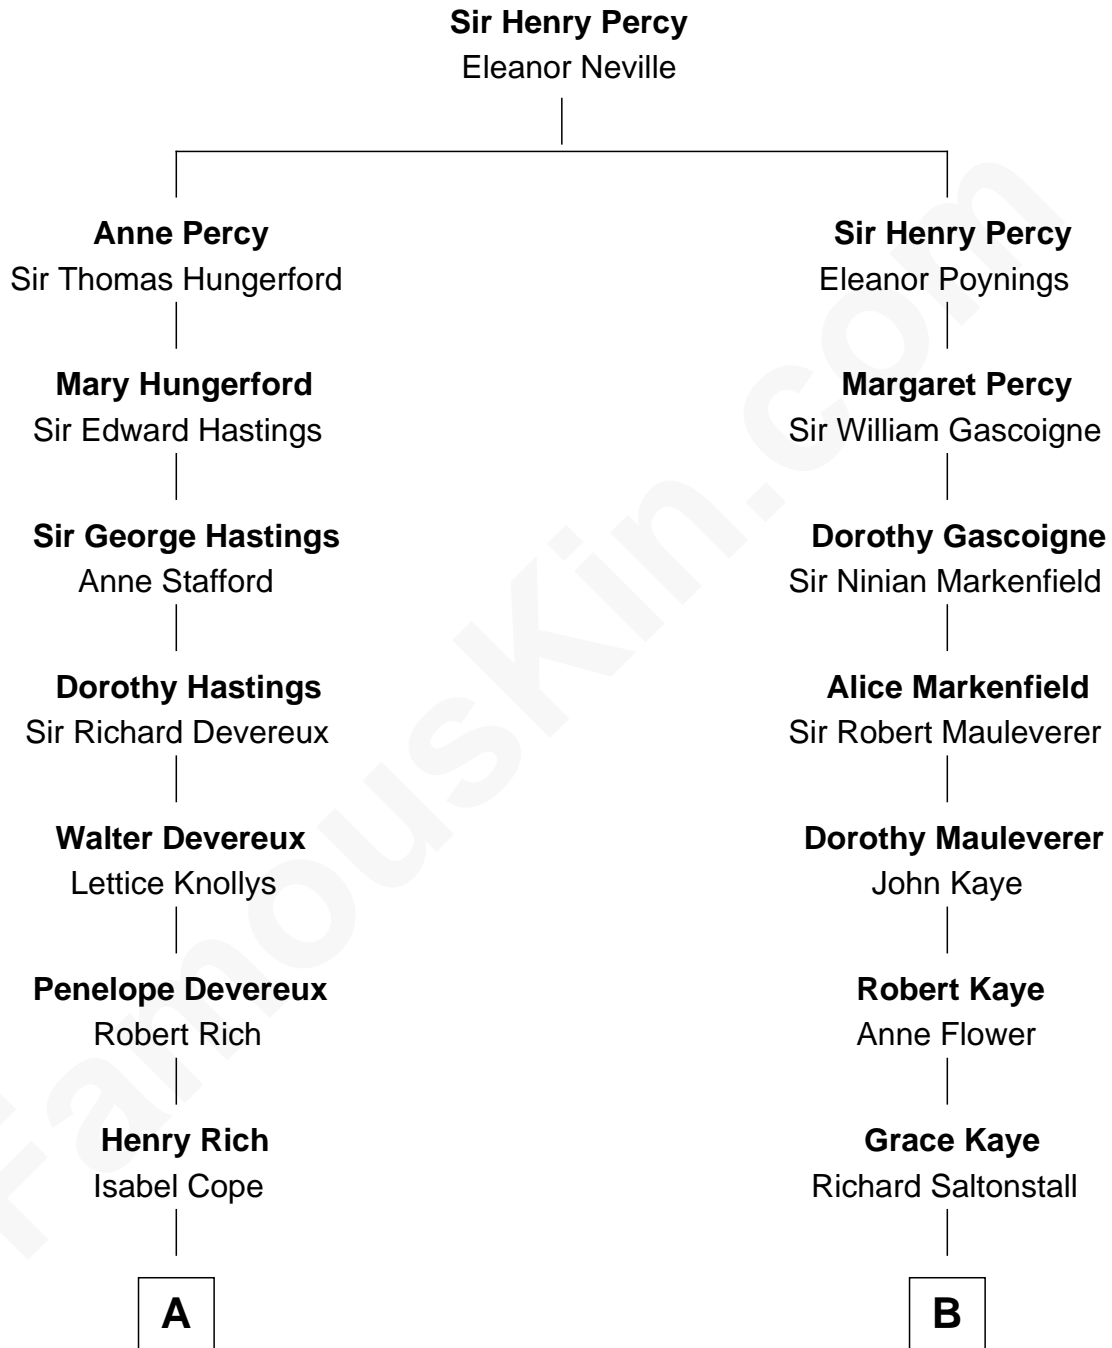 Sir Henry Percy
Eleanor Neville
Anne Percy
Sir Thomas Hungerford
Sir Henry Percy
Eleanor Poynings
Mary Hungerford
Sir Edward Hastings
Margaret Percy
Sir William Gascoigne
Sir George Hastings
Anne Stafford
Dorothy Gascoigne
Sir Ninian Markenfield
Dorothy Hastings
Sir Richard Devereux
Alice Markenfield
Sir Robert Mauleverer
Walter Devereux
Lettice Knollys
Dorothy Mauleverer
John Kaye
Penelope Devereux
Robert Rich
Robert Kaye
Anne Flower
Henry Rich
Isabel Cope
Grace Kaye
Richard Saltonstall
A
B
FamousKin.com